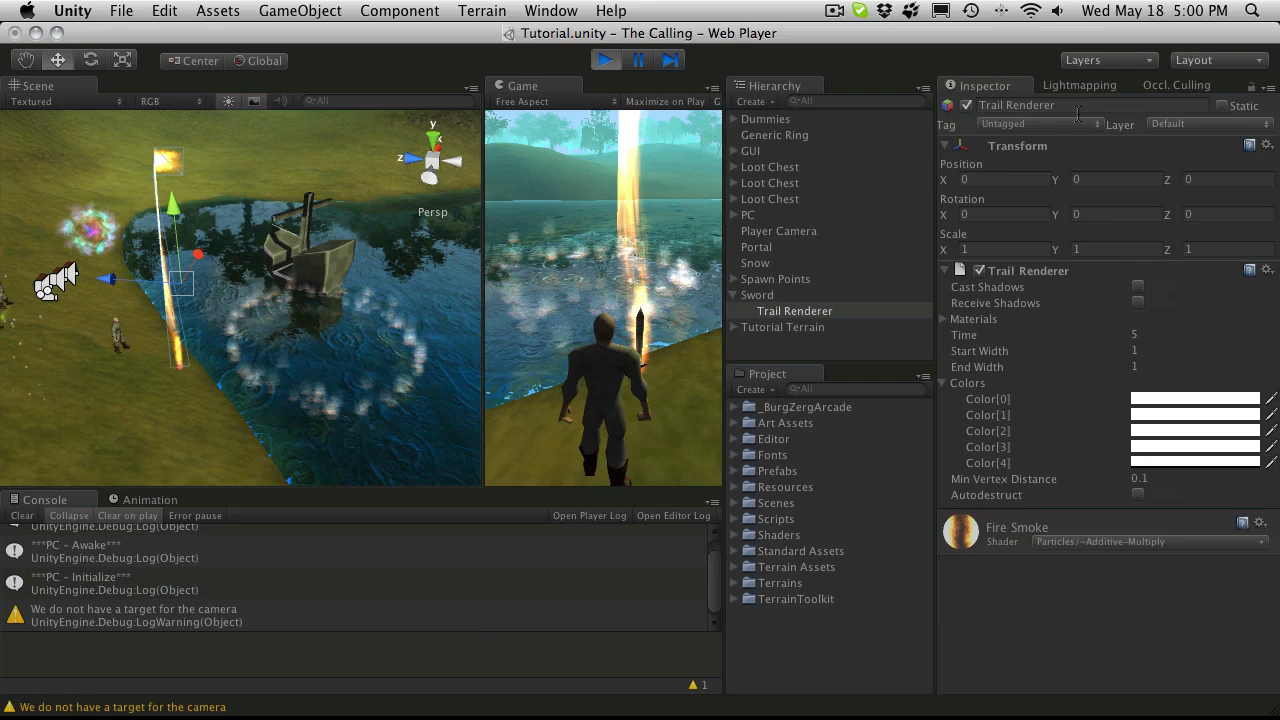 Unity File Edit Assets GameObject Component Terrain Window Help Wed May 18 5:00 PM
Tutorial.unity - The Calling - Web Player
Center Global Layers Layout
Scene
Textured RGB All
Game
Free Aspect Maximize on Play G
Hierarchy
Create All
Dummies
Generic Ring
GUI
Loot Chest
Loot Chest
Loot Chest
PC
Player Camera
Portal
Snow
Spawn Points
Sword
Trail Renderer
Tutorial Terrain
y
x
z
Persp
Project
Create All
_BurgZergArcade
Art Assets
Editor
Fonts
Prefabs
Resources
Scenes
Scripts
Shaders
Standard Assets
Terrain Assets
Terrains
TerrainToolkit
Inspector Lightmapping Occl. Culling
Trail Renderer Static
Tag Untagged Layer Default
Transform
Position
X 0 Y 0 Z 0
Rotation
X 0 Y 0 Z 0
Scale
X 1 Y 1 Z 1
Trail Renderer
Cast Shadows
Receive Shadows
Materials
Time 5
Start Width 1
End Width 1
Colors
Color[0]
Color[1]
Color[2]
Color[3]
Color[4]
Min Vertex Distance 0.1
Autodestruct
Fire Smoke
Shader Particles/~Additive-Multiply
Console Animation
Clear Collapse Clear on play Error pause Open Player Log Open Editor Log
UnityEngine.Debug:Log(Object)
***PC - Awake***
UnityEngine.Debug:Log(Object)
***PC - Initialize***
UnityEngine.Debug:Log(Object)
We do not have a target for the camera
UnityEngine.Debug:LogWarning(Object)
1
We do not have a target for the camera